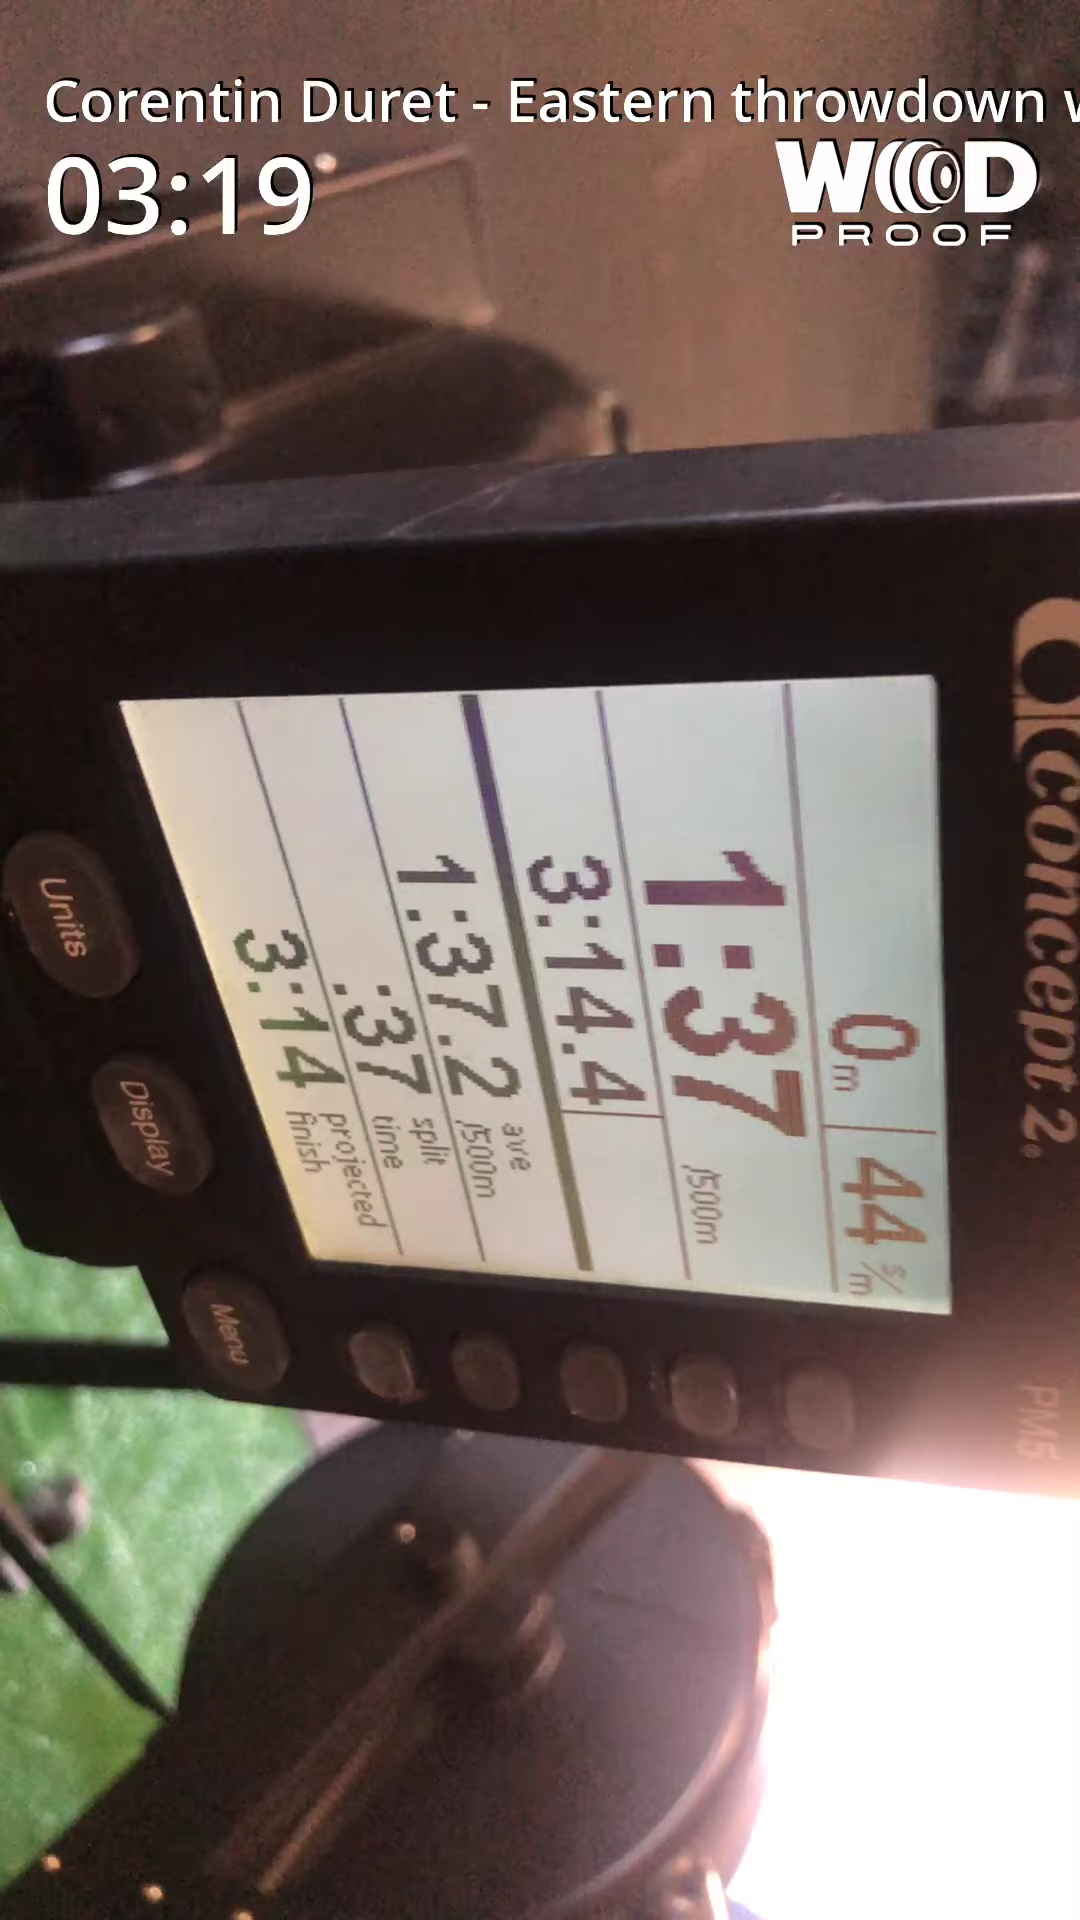 Corentin Duret - Eastern throwdown
03:19
WOD
PROOF
concept 2
PM5
0m 44 s/m
1:37 /500m
3:14.4
1:37.2 ave /500m
:37 split time
3:14 projected finish
Units
Display
Menu